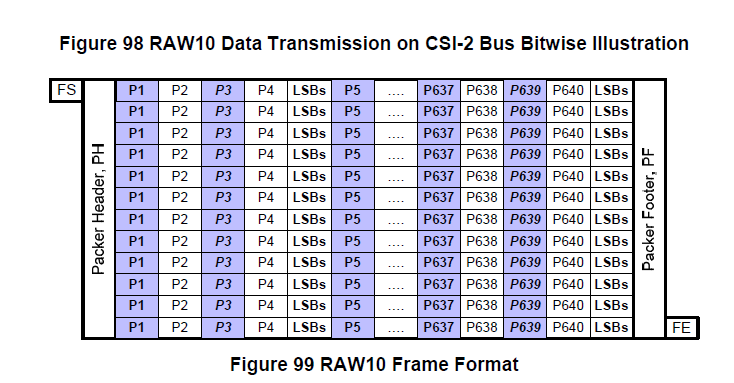 Figure 98 RAW10 Data Transmission on CSI-2 Bus Bitwise Illustration
FS
Packer Header, PH
P1 P2 P3 P4 LSBs P5 .... P637 P638 P639 P640 LSBs
P1 P2 P3 P4 LSBs P5 .... P637 P638 P639 P640 LSBs
P1 P2 P3 P4 LSBs P5 .... P637 P638 P639 P640 LSBs
P1 P2 P3 P4 LSBs P5 .... P637 P638 P639 P640 LSBs
P1 P2 P3 P4 LSBs P5 .... P637 P638 P639 P640 LSBs
P1 P2 P3 P4 LSBs P5 .... P637 P638 P639 P640 LSBs
P1 P2 P3 P4 LSBs P5 .... P637 P638 P639 P640 LSBs
P1 P2 P3 P4 LSBs P5 .... P637 P638 P639 P640 LSBs
P1 P2 P3 P4 LSBs P5 .... P637 P638 P639 P640 LSBs
P1 P2 P3 P4 LSBs P5 .... P637 P638 P639 P640 LSBs
P1 P2 P3 P4 LSBs P5 .... P637 P638 P639 P640 LSBs
P1 P2 P3 P4 LSBs P5 .... P637 P638 P639 P640 LSBs
Packer Footer, PF
FE
Figure 99 RAW10 Frame Format